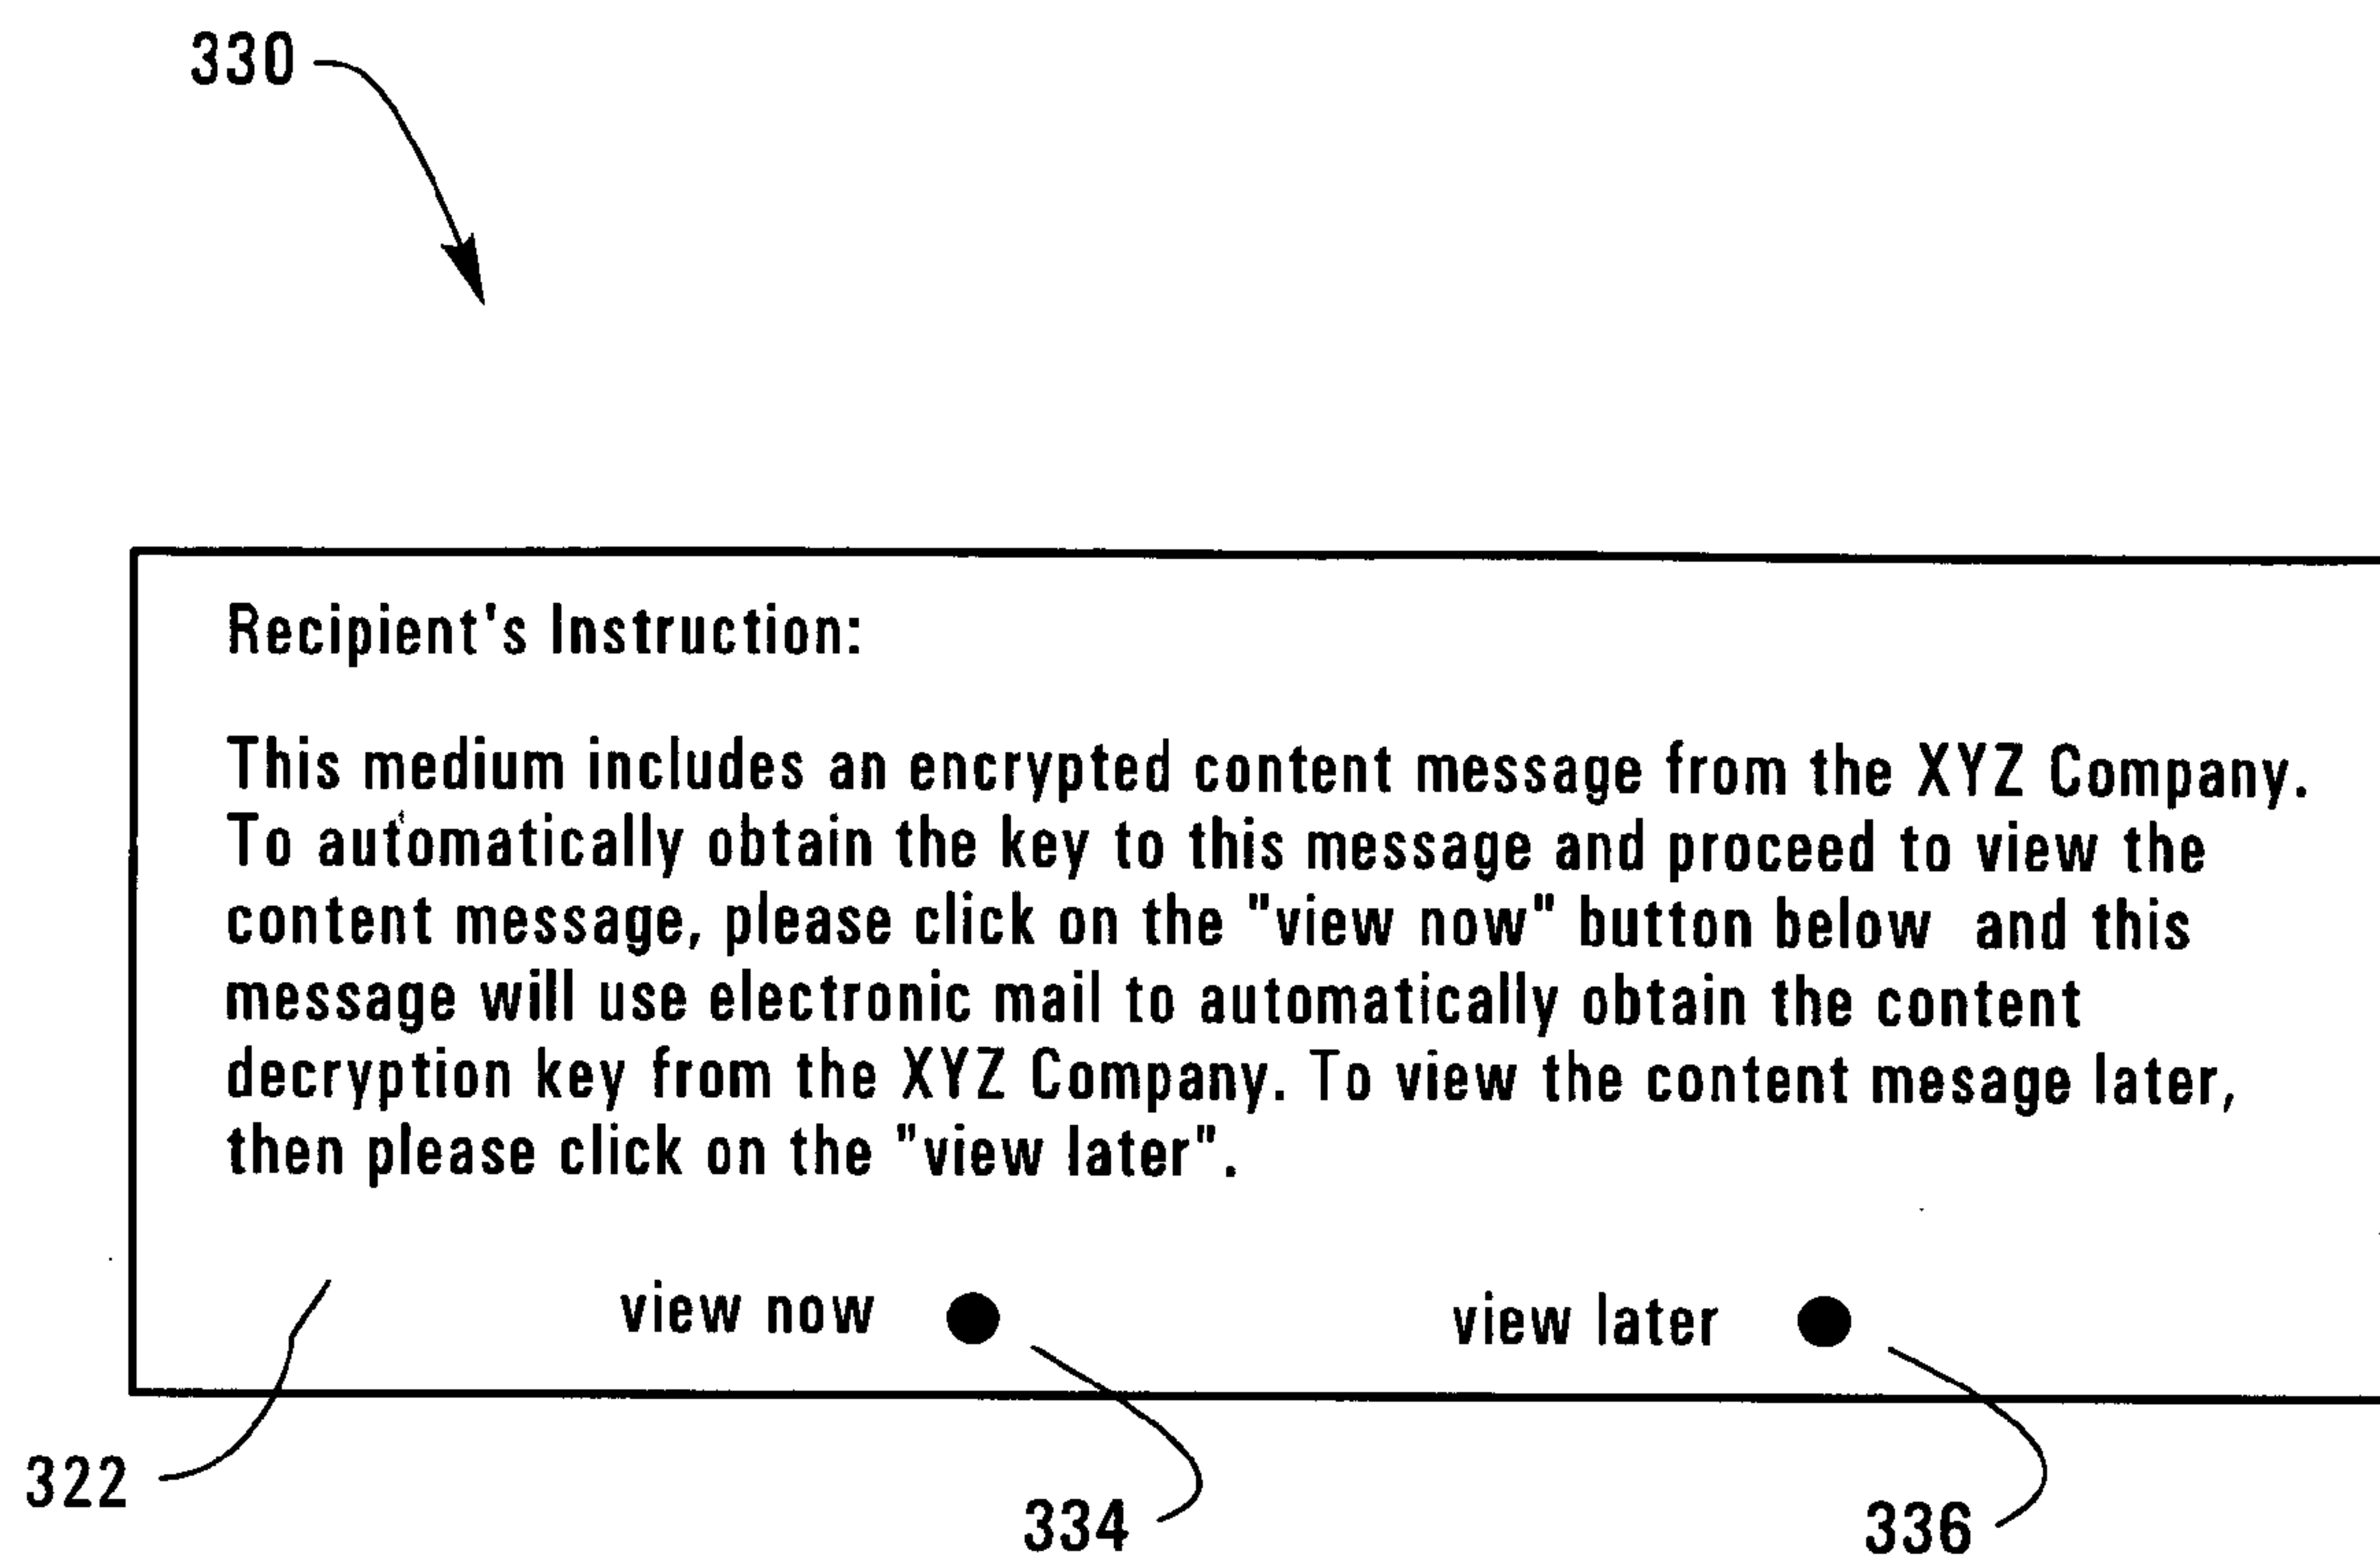 330
Recipient's Instruction:
This medium includes an encrypted content message from the XYZ Company.
To automatically obtain the key to this message and proceed to view the
content message, please click on the "view now" button below and this
message will use electronic mail to automatically obtain the content
decryption key from the XYZ Company. To view the content mesage later,
then please click on the "view later".
view now view later
322
334
336